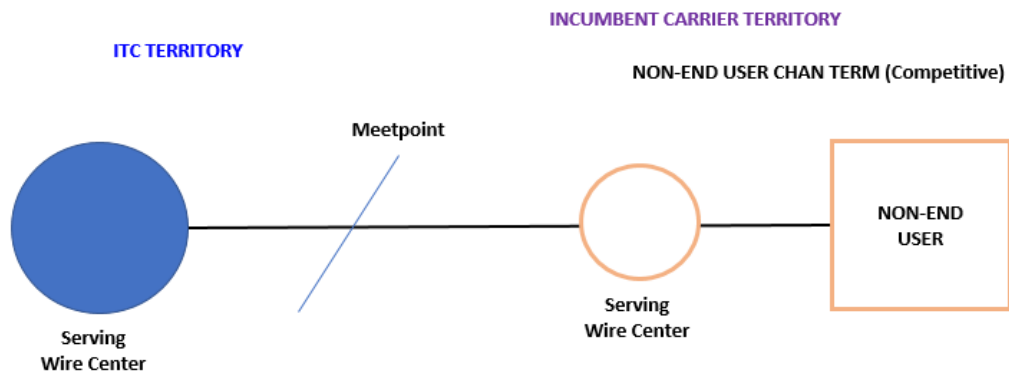 INCUMBENT CARRIER TERRITORY
ITC TERRITORY
NON-END USER CHAN TERM (Competitive)
Meetpoint
NON-END
USER
Serving
Wire Center
Serving
Wire Center